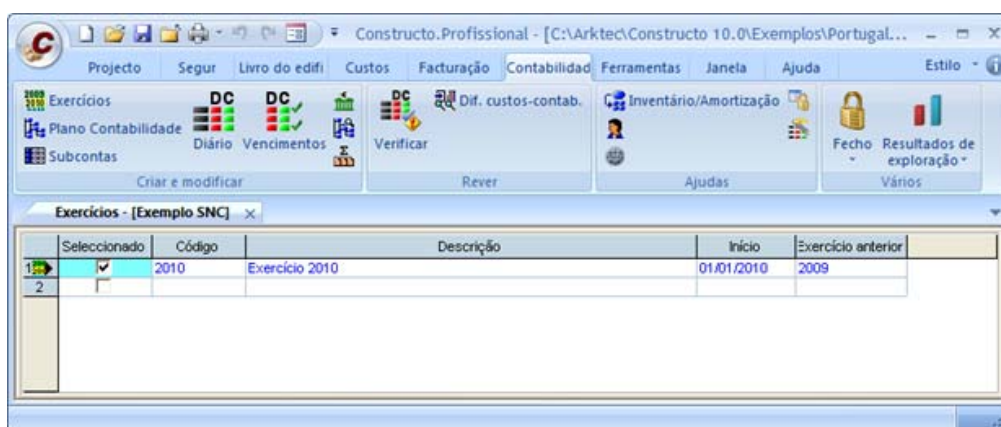 Constructo.Profissional - [C:\Arktec\Constructo 10.0\Exemplos\Portugal...
Projecto Segur Livro do edifi Custos Facturação Contabilidad Ferramentas Janela Ajuda Estilo
Exercícios
Plano Contabilidade
Subcontas
DC
Diário
DC
Vencimentos
Criar e modificar
DC
Verificar
Dif. custos-contab.
Rever
Inventário/Amortização
Ajudas
Fecho
Resultados de
exploração
Vários
Exercícios - [Exemplo SNC]
Seleccionado Código Descrição Início Exercício anterior
1 2010 Exercício 2010 01/01/2010 2009
2